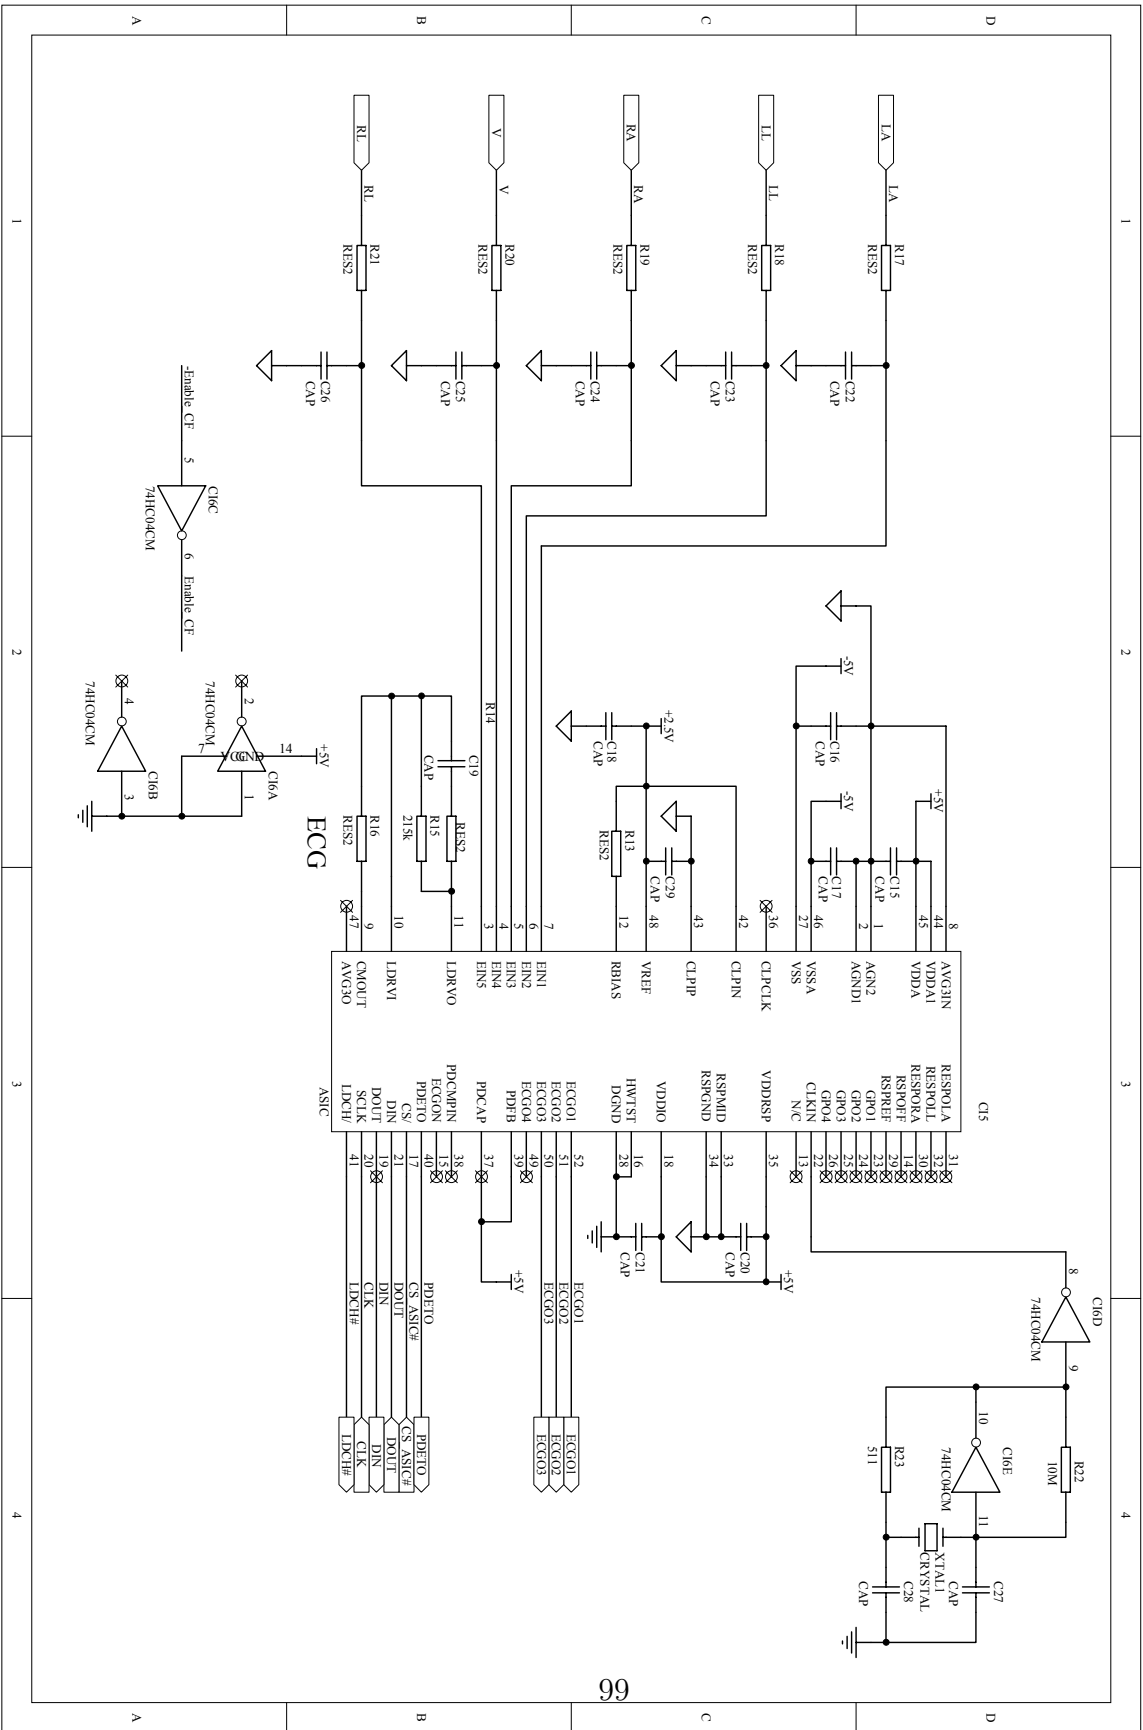 1
2
3
4
D
D
C
C
B
B
A
A
1
2
3
4
LA
LA
R17
RES2
C22
CAP
LL
LL
R18
RES2
C23
CAP
RA
RA
R19
RES2
C24
CAP
V
V
R20
RES2
C25
CAP
RL
RL
R21
RES2
C26
CAP
-Enable CF
5
CI6C
74HC04CM
6
Enable CF
-5V
C16
CAP
+5V
-5V
C15
CAP
C17
CAP
+2.5V
C18
CAP
C29
CAP
R13
RES2
R14
C19
CAP
RES2
R15
215k
R16
RES2
ECG
+5V
14
2
1
CI6A
74HC04CM
7
VCC
GND
4
3
CI6B
74HC04CM
CI5
8
AVG3IN
44
VDDA1
45
VDDA
1
AGN2
2
AGND1
46
VSSA
27
VSS
36
CLPCLK
42
CLPIN
43
CLPIP
48
VREF
12
RBIAS
7
EIN1
6
EIN2
5
EIN3
4
EIN4
3
EIN5
11
LDRVO
10
LDRVI
9
CMOUT
47
AVG3O
RESPOLA
31
RESPOLL
32
RESPORA
30
RSPOFF
14
RSPREF
29
GPO1
23
GPO2
24
GPO3
25
GPO4
26
CLKIN
22
N/C
13
VDDRSP
35
RSPMID
33
RSPGND
34
VDDIO
18
HWTST
16
DGND
28
ECGO1
52
ECGO2
51
ECGO3
50
ECGO4
49
PDFB
39
PDCAP
37
PDCMPIN
38
ECGON
15
PDETO
40
CS/
17
DIN
21
DOUT
19
SCLK
20
LDCH/
41
ASIC
+5V
C20
CAP
C21
CAP
+5V
ECGO1
ECGO1
ECGO2
ECGO2
ECGO3
ECGO3
PDETO
PDETO
CS ASIC#
CS ASIC#
DOUT
DOUT
DIN
DIN
CLK
CLK
LDCH#
LDCH#
CI6D
8
9
74HC04CM
R22
10M
CI6E
10
11
74HC04CM
R23
511
XTAL1
CRYSTAL
C27
CAP
C28
CAP
99